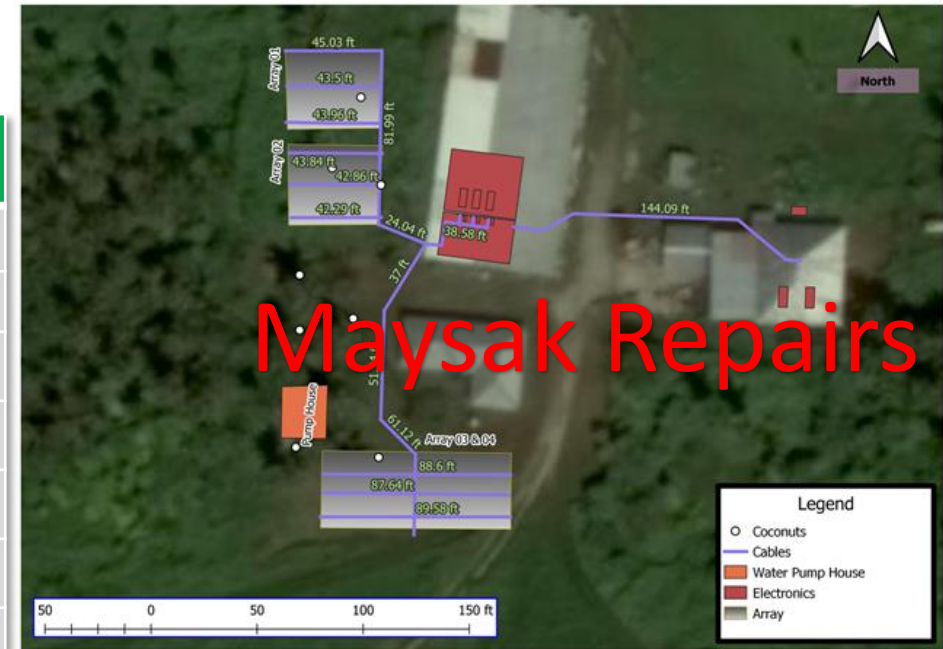 45.03 ft
Array 01
43.5 ft
43.96 ft
81.99 ft
Array 02
43.84 ft
42.86 ft
42.29 ft
24.04 ft
38.58 ft
144.09 ft
North
37 ft
Maysak Repairs
61.12 ft
Pump House
Array 03 & 04
88.6 ft
87.64 ft
89.58 ft
Legend
Coconuts
Cables
Water Pump House
Electronics
Array
50 0 50 100 150 ft